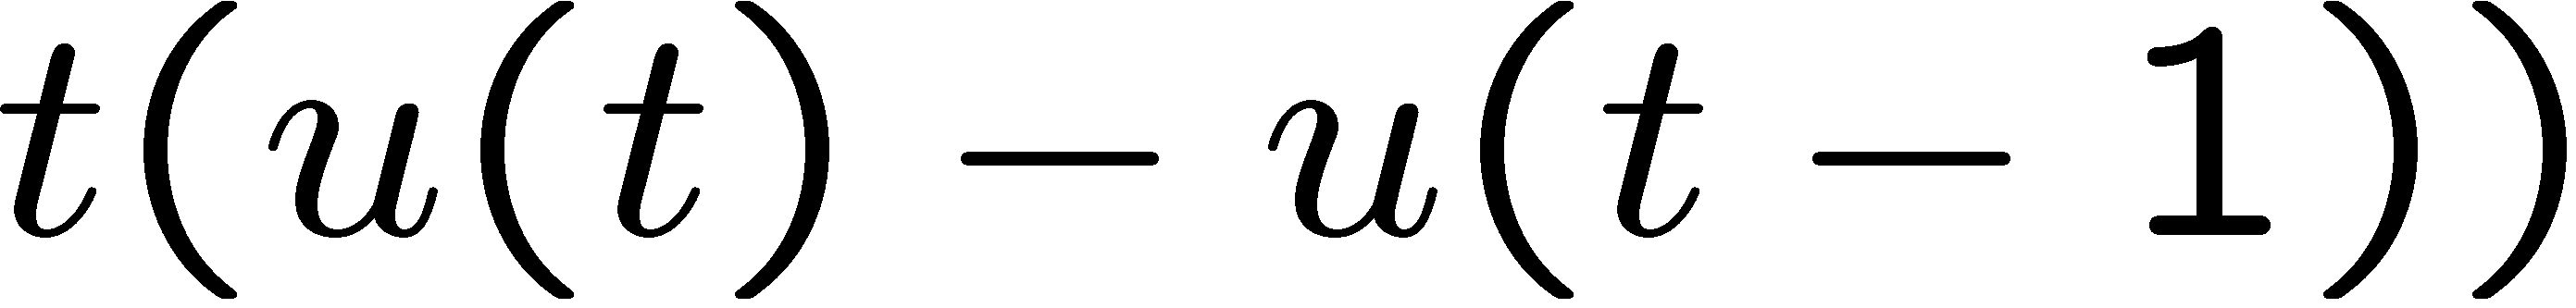 t(u(t) − u(t − 1))